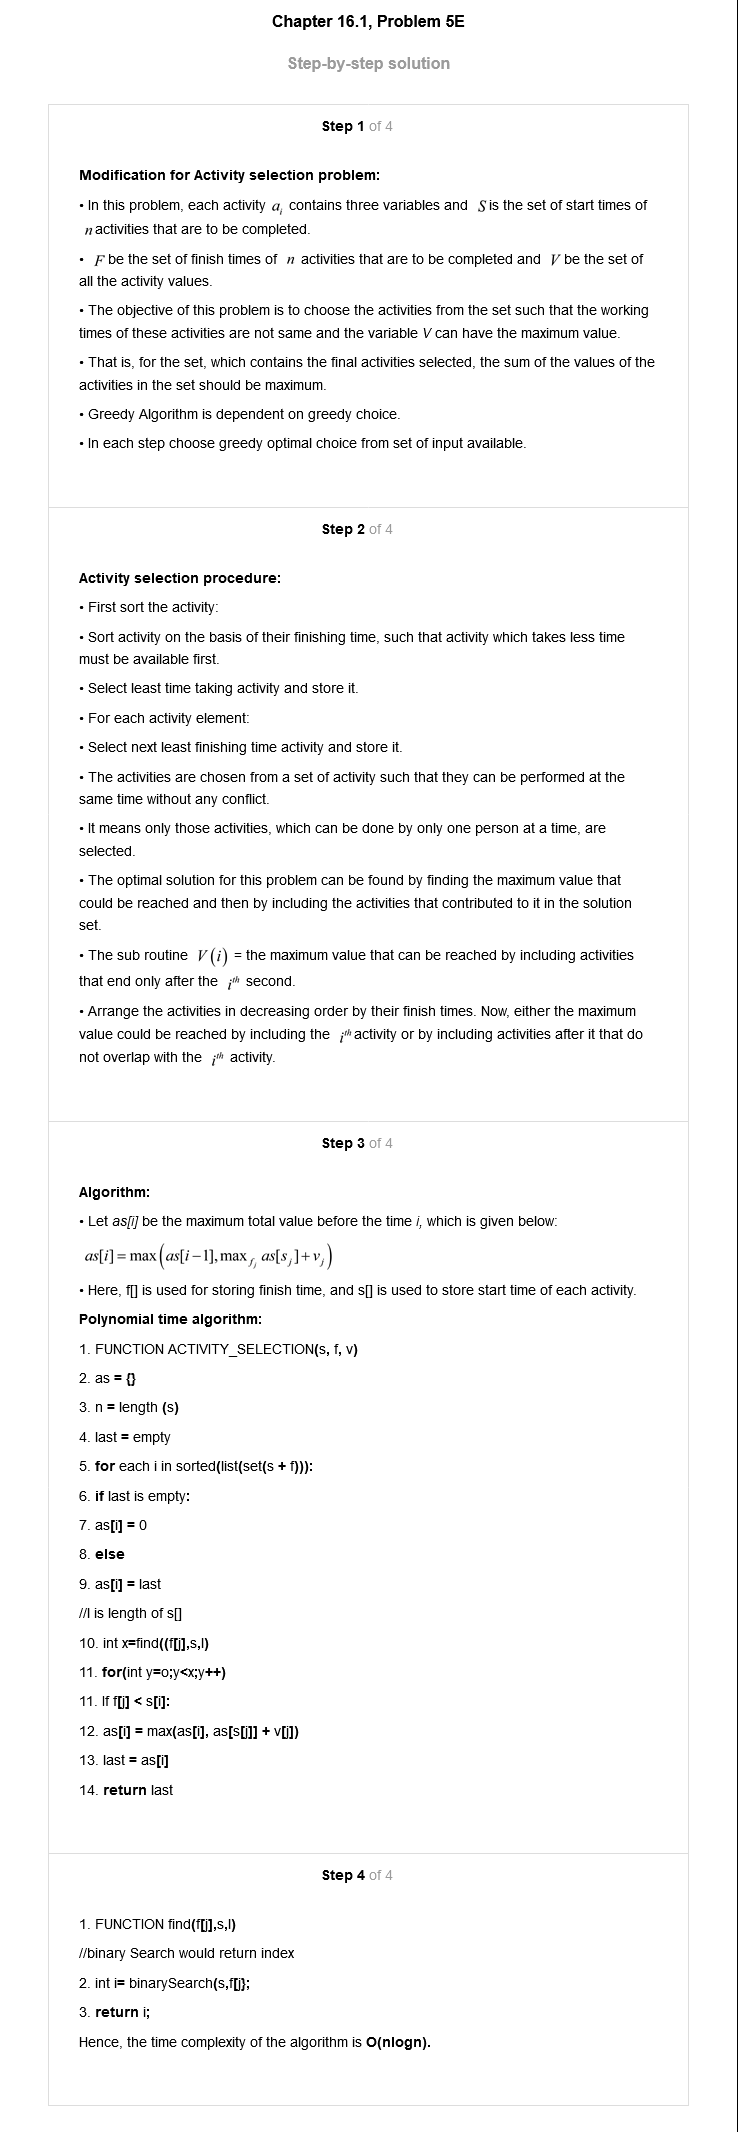 Chapter 16.1, Problem 5E
Step-by-step solution
Step 1 of 4
Modification for Activity selection problem:
• In this problem, each activity aᵢ contains three variables and S is the set of start times of
n activities that are to be completed.
• F be the set of finish times of n activities that are to be completed and V be the set of
all the activity values.
• The objective of this problem is to choose the activities from the set such that the working
times of these activities are not same and the variable V can have the maximum value.
• That is, for the set, which contains the final activities selected, the sum of the values of the
activities in the set should be maximum.
• Greedy Algorithm is dependent on greedy choice.
• In each step choose greedy optimal choice from set of input available.
Step 2 of 4
Activity selection procedure:
• First sort the activity:
• Sort activity on the basis of their finishing time, such that activity which takes less time
must be available first.
• Select least time taking activity and store it.
• For each activity element:
• Select next least finishing time activity and store it.
• The activities are chosen from a set of activity such that they can be performed at the
same time without any conflict.
• It means only those activities, which can be done by only one person at a time, are
selected.
• The optimal solution for this problem can be found by finding the maximum value that
could be reached and then by including the activities that contributed to it in the solution
set.
• The sub routine V(i) = the maximum value that can be reached by including activities
that end only after the iᵗʰ second.
• Arrange the activities in decreasing order by their finish times. Now, either the maximum
value could be reached by including the iᵗʰ activity or by including activities after it that do
not overlap with the iᵗʰ activity.
Step 3 of 4
Algorithm:
• Let as[i] be the maximum total value before the time i, which is given below:
as[i] = max(as[i−1], max_{f_j} as[s_j] + v_j)
• Here, f[] is used for storing finish time, and s[] is used to store start time of each activity.
Polynomial time algorithm:
1. FUNCTION ACTIVITY_SELECTION(s, f, v)
2. as = {}
3. n = length (s)
4. last = empty
5. for each i in sorted(list(set(s + f))):
6. if last is empty:
7. as[i] = 0
8. else
9. as[i] = last
//l is length of s[]
10. int x=find((f[j],s,l)
11. for(int y=o;y<x;y++)
11. If f[j] < s[i]:
12. as[i] = max(as[i], as[s[j]] + v[j])
13. last = as[i]
14. return last
Step 4 of 4
1. FUNCTION find(f[j],s,l)
//binary Search would return index
2. int i= binarySearch(s,f[j};
3. return i;
Hence, the time complexity of the algorithm is O(nlogn).